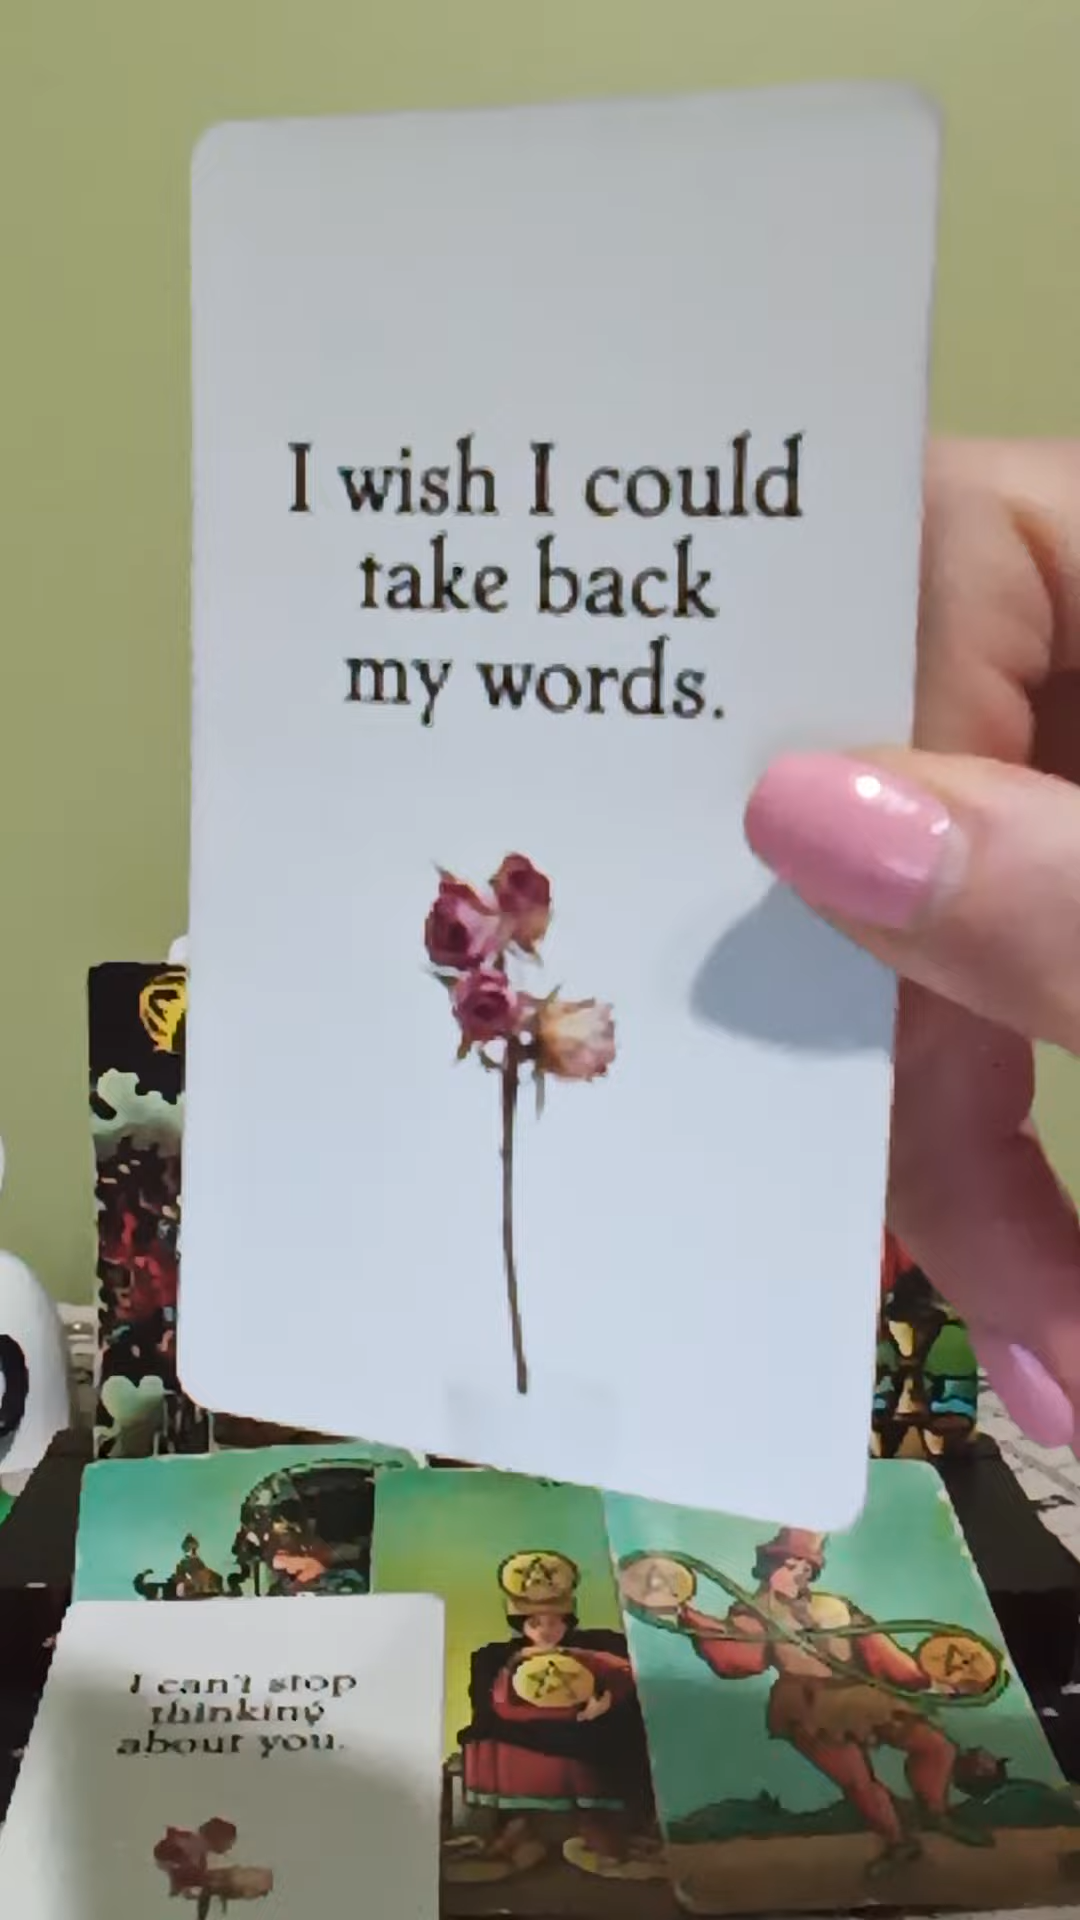 I wish I could
take back
my words.
I can't stop
thinking
about you.